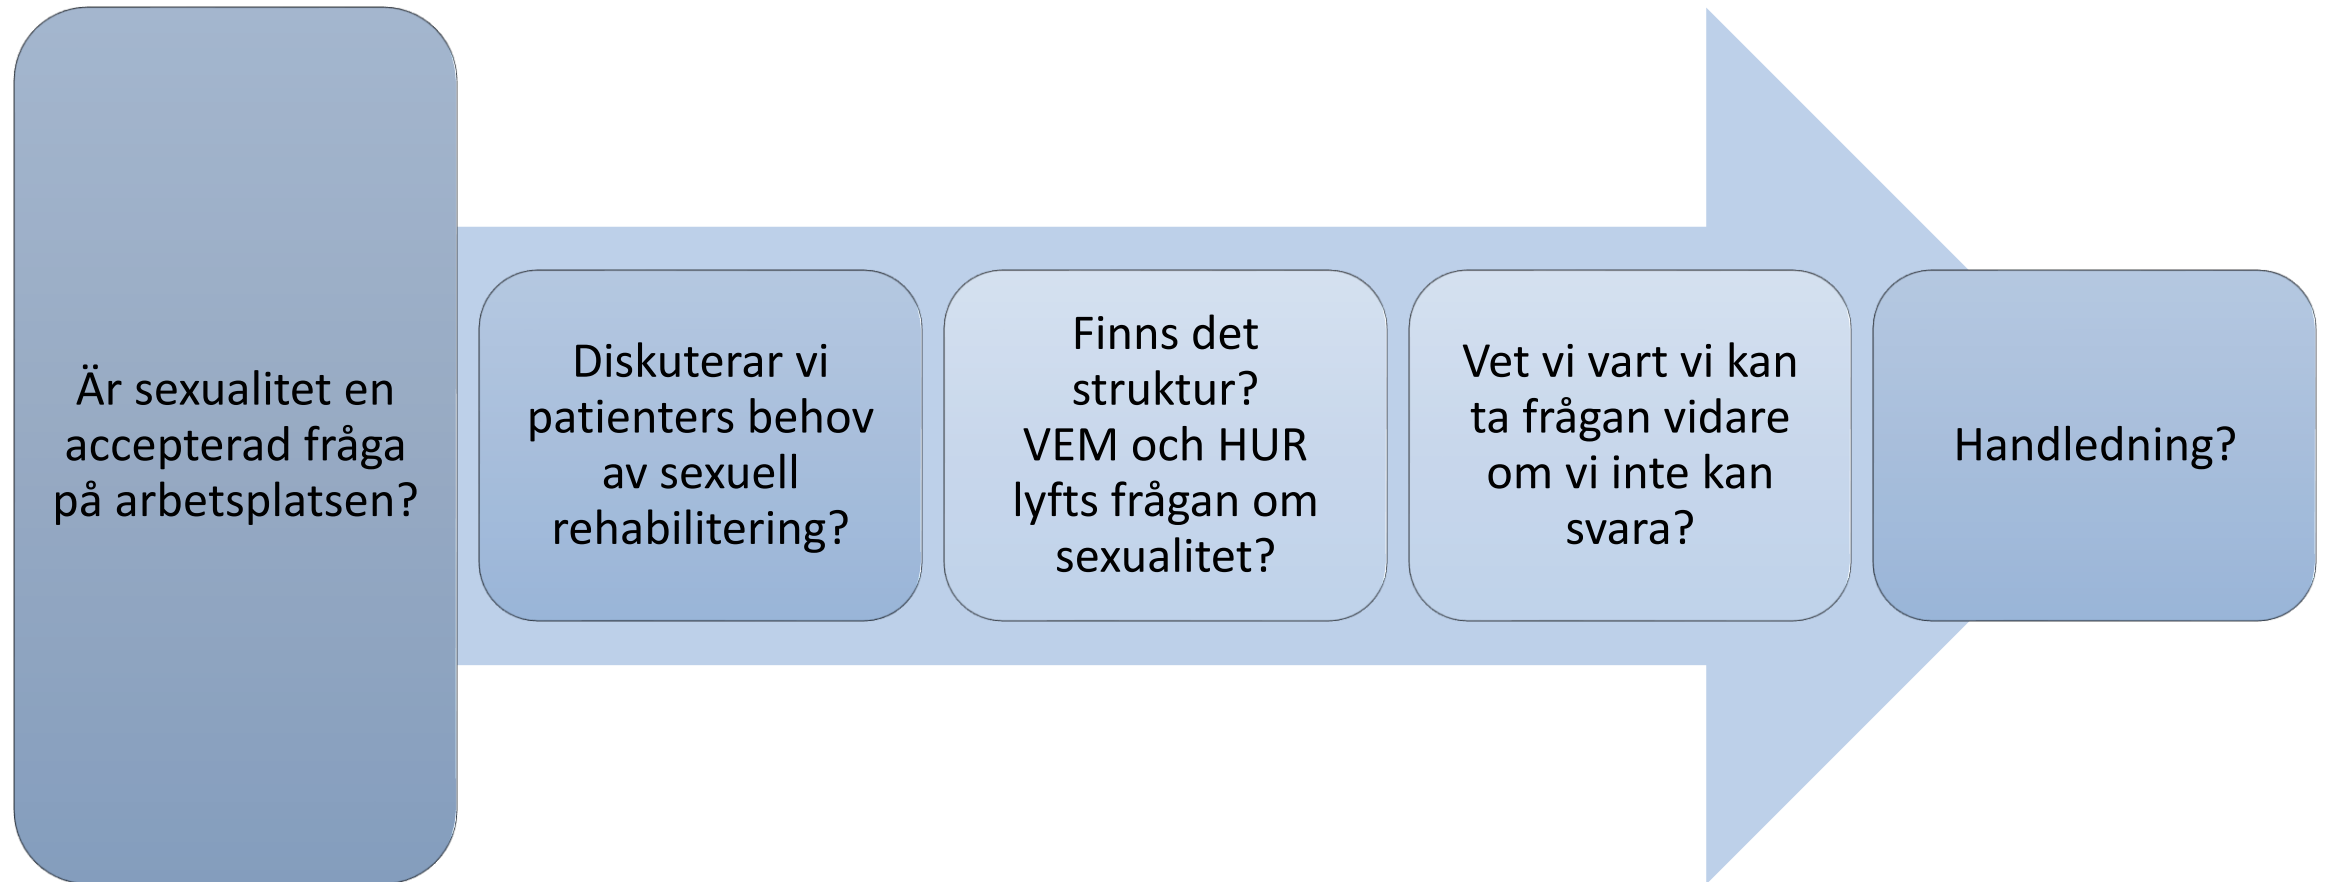 Är sexualitet en
accepterad fråga
på arbetsplatsen?
Diskuterar vi
patienters behov
av sexuell
rehabilitering?
Finns det
struktur?
VEM och HUR
lyfts frågan om
sexualitet?
Vet vi vart vi kan
ta frågan vidare
om vi inte kan
svara?
Handledning?